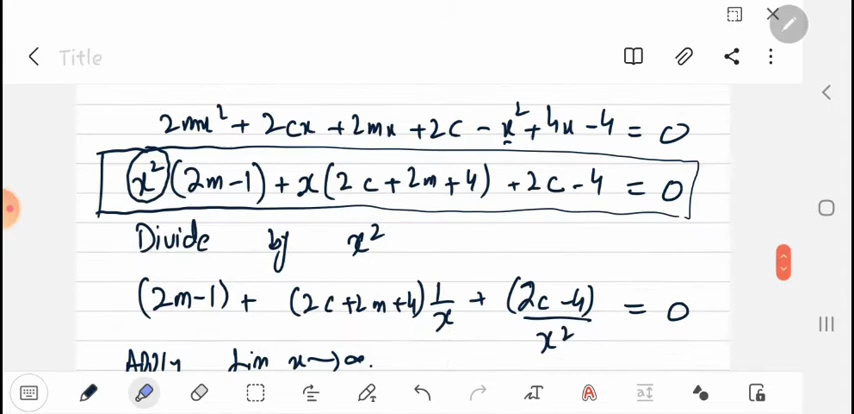 Title
2mx² + 2cx + 2mx + 2c - x² + 4x - 4 = 0
x² (2m-1) + x (2c + 2m + 4) + 2c - 4 = 0
Divide by x²
(2m-1) + (2c+2m+4) 1/x + (2c-4)/x² = 0
Apply Lim x→∞.